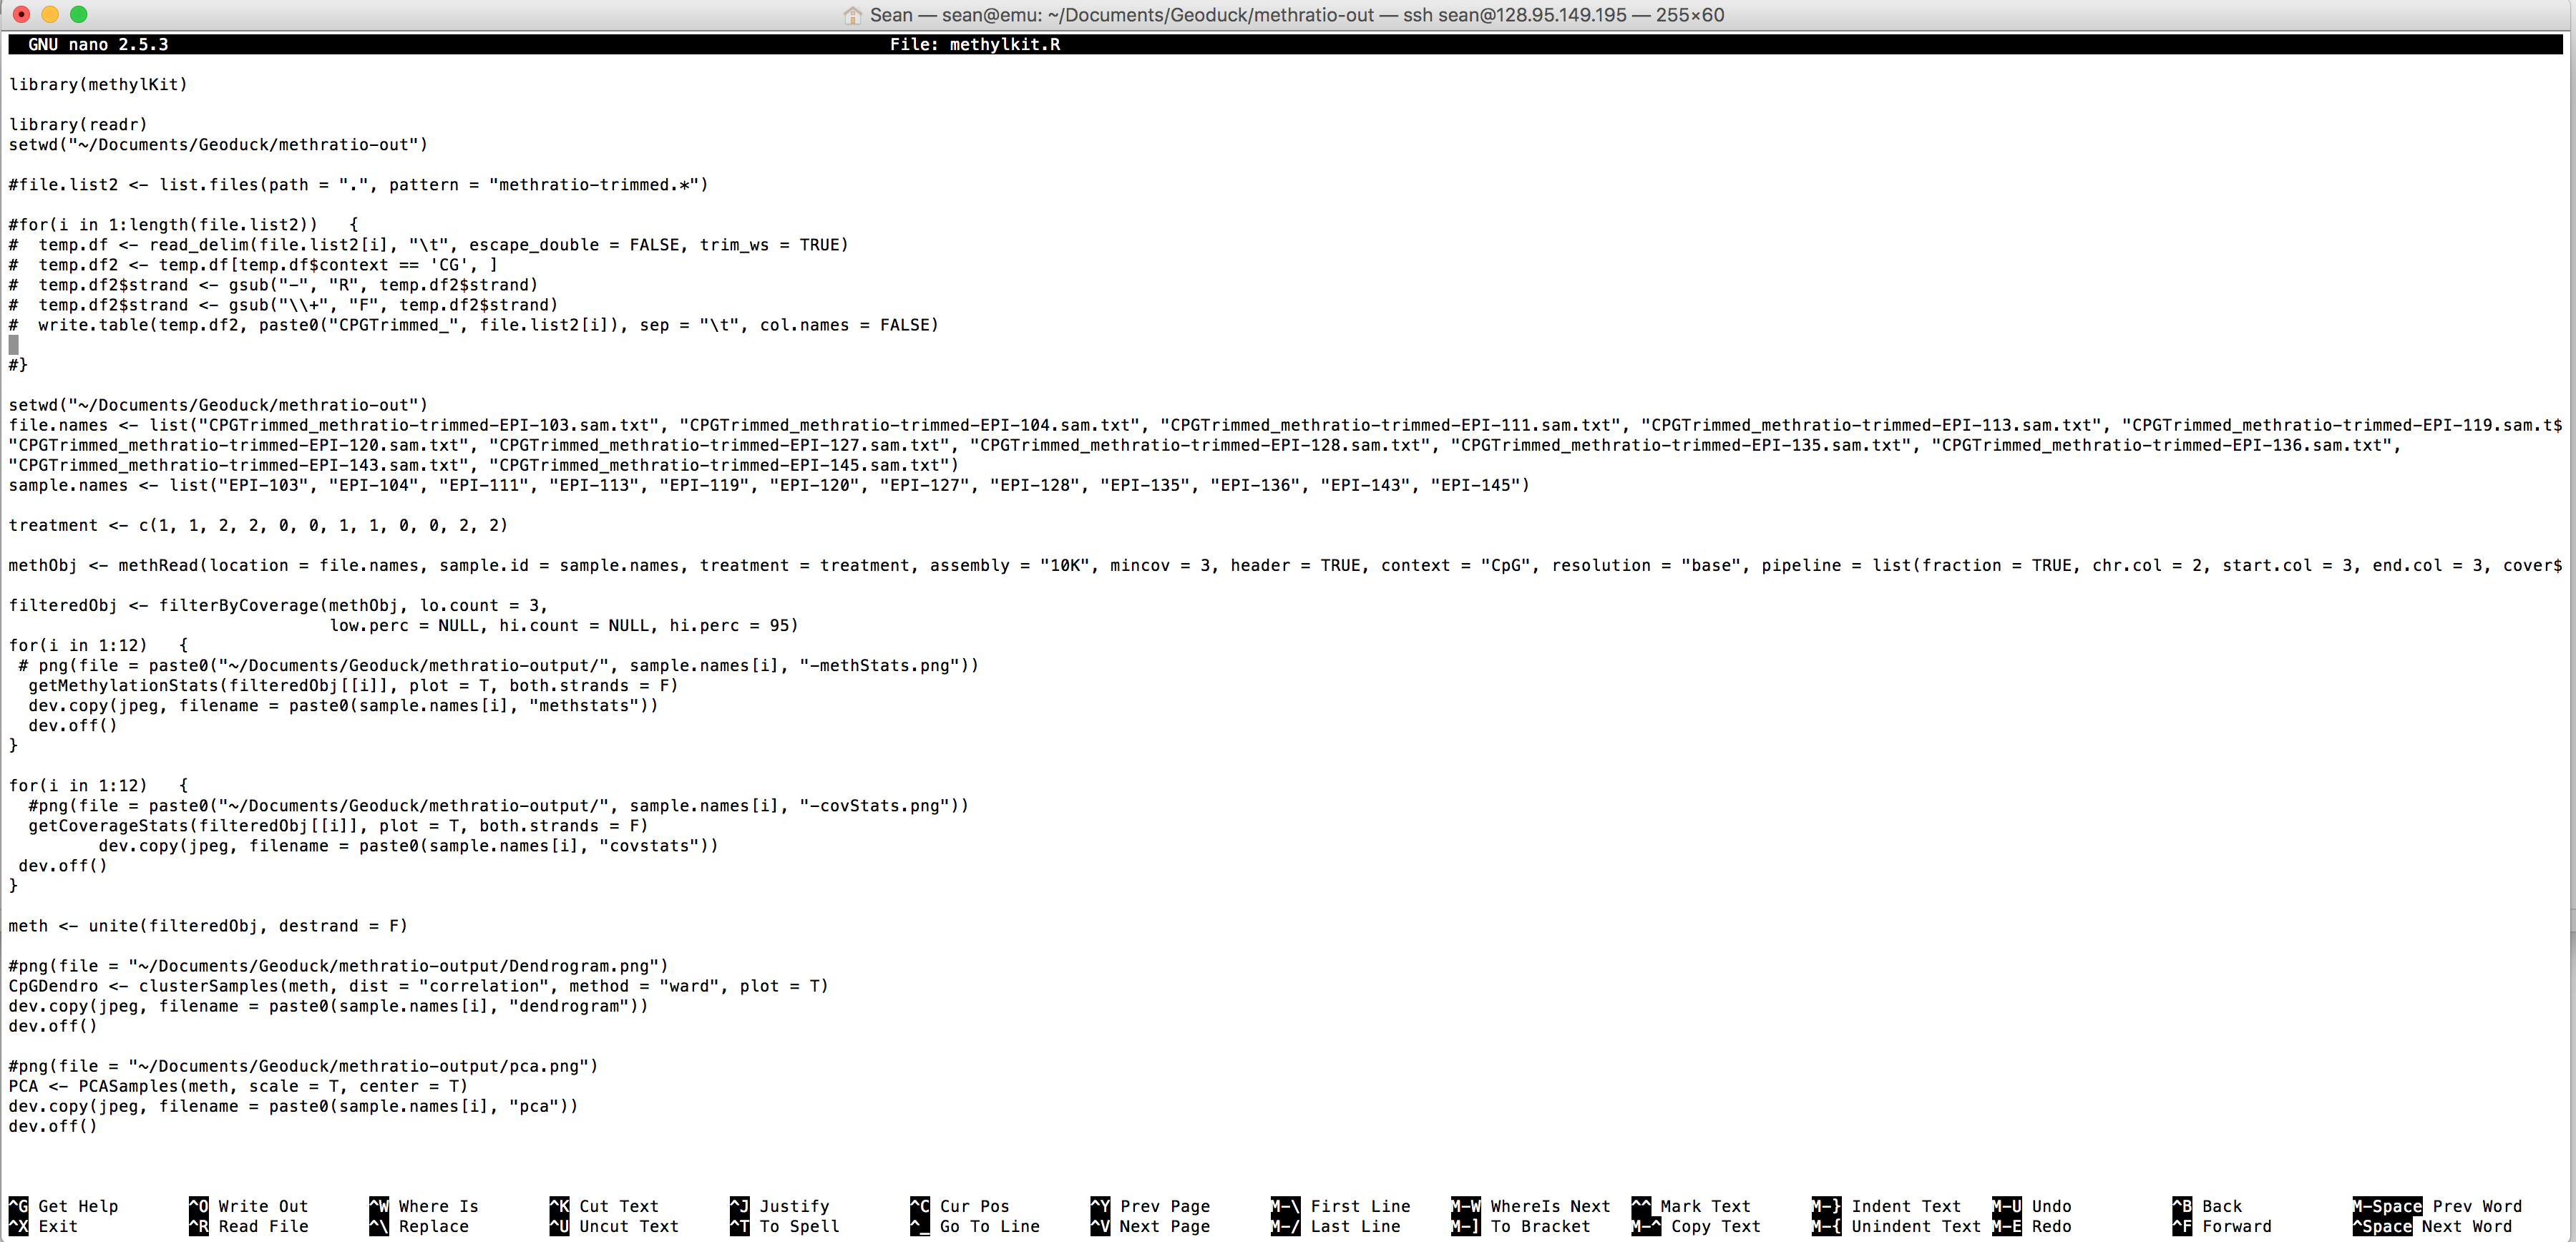 Sean — sean@emu: ~/Documents/Geoduck/methratio-out — ssh sean@128.95.149.195 — 255×60
GNU nano 2.5.3 File: methylkit.R
library(methylKit)
library(readr)
setwd("~/Documents/Geoduck/methratio-out")
#file.list2 <- list.files(path = ".", pattern = "methratio-trimmed.*")
#for(i in 1:length(file.list2))   {
#  temp.df <- read_delim(file.list2[i], "\t", escape_double = FALSE, trim_ws = TRUE)
#  temp.df2 <- temp.df[temp.df$context == 'CG', ]
#  temp.df2$strand <- gsub("-", "R", temp.df2$strand)
#  temp.df2$strand <- gsub("\\+", "F", temp.df2$strand)
#  write.table(temp.df2, paste0("CPGTrimmed_", file.list2[i]), sep = "\t", col.names = FALSE)
#}
setwd("~/Documents/Geoduck/methratio-out")
file.names <- list("CPGTrimmed_methratio-trimmed-EPI-103.sam.txt", "CPGTrimmed_methratio-trimmed-EPI-104.sam.txt", "CPGTrimmed_methratio-trimmed-EPI-111.sam.txt", "CPGTrimmed_methratio-trimmed-EPI-113.sam.txt", "CPGTrimmed_methratio-trimmed-EPI-119.sam.t$
"CPGTrimmed_methratio-trimmed-EPI-120.sam.txt", "CPGTrimmed_methratio-trimmed-EPI-127.sam.txt", "CPGTrimmed_methratio-trimmed-EPI-128.sam.txt", "CPGTrimmed_methratio-trimmed-EPI-135.sam.txt", "CPGTrimmed_methratio-trimmed-EPI-136.sam.txt",
"CPGTrimmed_methratio-trimmed-EPI-143.sam.txt", "CPGTrimmed_methratio-trimmed-EPI-145.sam.txt")
sample.names <- list("EPI-103", "EPI-104", "EPI-111", "EPI-113", "EPI-119", "EPI-120", "EPI-127", "EPI-128", "EPI-135", "EPI-136", "EPI-143", "EPI-145")
treatment <- c(1, 1, 2, 2, 0, 0, 1, 1, 0, 0, 2, 2)
methObj <- methRead(location = file.names, sample.id = sample.names, treatment = treatment, assembly = "10K", mincov = 3, header = TRUE, context = "CpG", resolution = "base", pipeline = list(fraction = TRUE, chr.col = 2, start.col = 3, end.col = 3, cover$
filteredObj <- filterByCoverage(methObj, lo.count = 3,
                                low.perc = NULL, hi.count = NULL, hi.perc = 95)
for(i in 1:12)   {
 # png(file = paste0("~/Documents/Geoduck/methratio-output/", sample.names[i], "-methStats.png"))
  getMethylationStats(filteredObj[[i]], plot = T, both.strands = F)
  dev.copy(jpeg, filename = paste0(sample.names[i], "methstats"))
  dev.off()
}
for(i in 1:12)   {
  #png(file = paste0("~/Documents/Geoduck/methratio-output/", sample.names[i], "-covStats.png"))
  getCoverageStats(filteredObj[[i]], plot = T, both.strands = F)
         dev.copy(jpeg, filename = paste0(sample.names[i], "covstats"))
 dev.off()
}
meth <- unite(filteredObj, destrand = F)
#png(file = "~/Documents/Geoduck/methratio-output/Dendrogram.png")
CpGDendro <- clusterSamples(meth, dist = "correlation", method = "ward", plot = T)
dev.copy(jpeg, filename = paste0(sample.names[i], "dendrogram"))
dev.off()
#png(file = "~/Documents/Geoduck/methratio-output/pca.png")
PCA <- PCASamples(meth, scale = T, center = T)
dev.copy(jpeg, filename = paste0(sample.names[i], "pca"))
dev.off()
^G Get Help ^O Write Out ^W Where Is ^K Cut Text ^J Justify ^C Cur Pos ^Y Prev Page M-\ First Line M-W WhereIs Next ^^ Mark Text M-} Indent Text M-U Undo ^B Back M-Space Prev Word
^X Exit ^R Read File ^\ Replace ^U Uncut Text ^T To Spell ^_ Go To Line ^V Next Page M-/ Last Line M-] To Bracket M-^ Copy Text M-{ Unindent Text M-E Redo ^F Forward ^Space Next Word